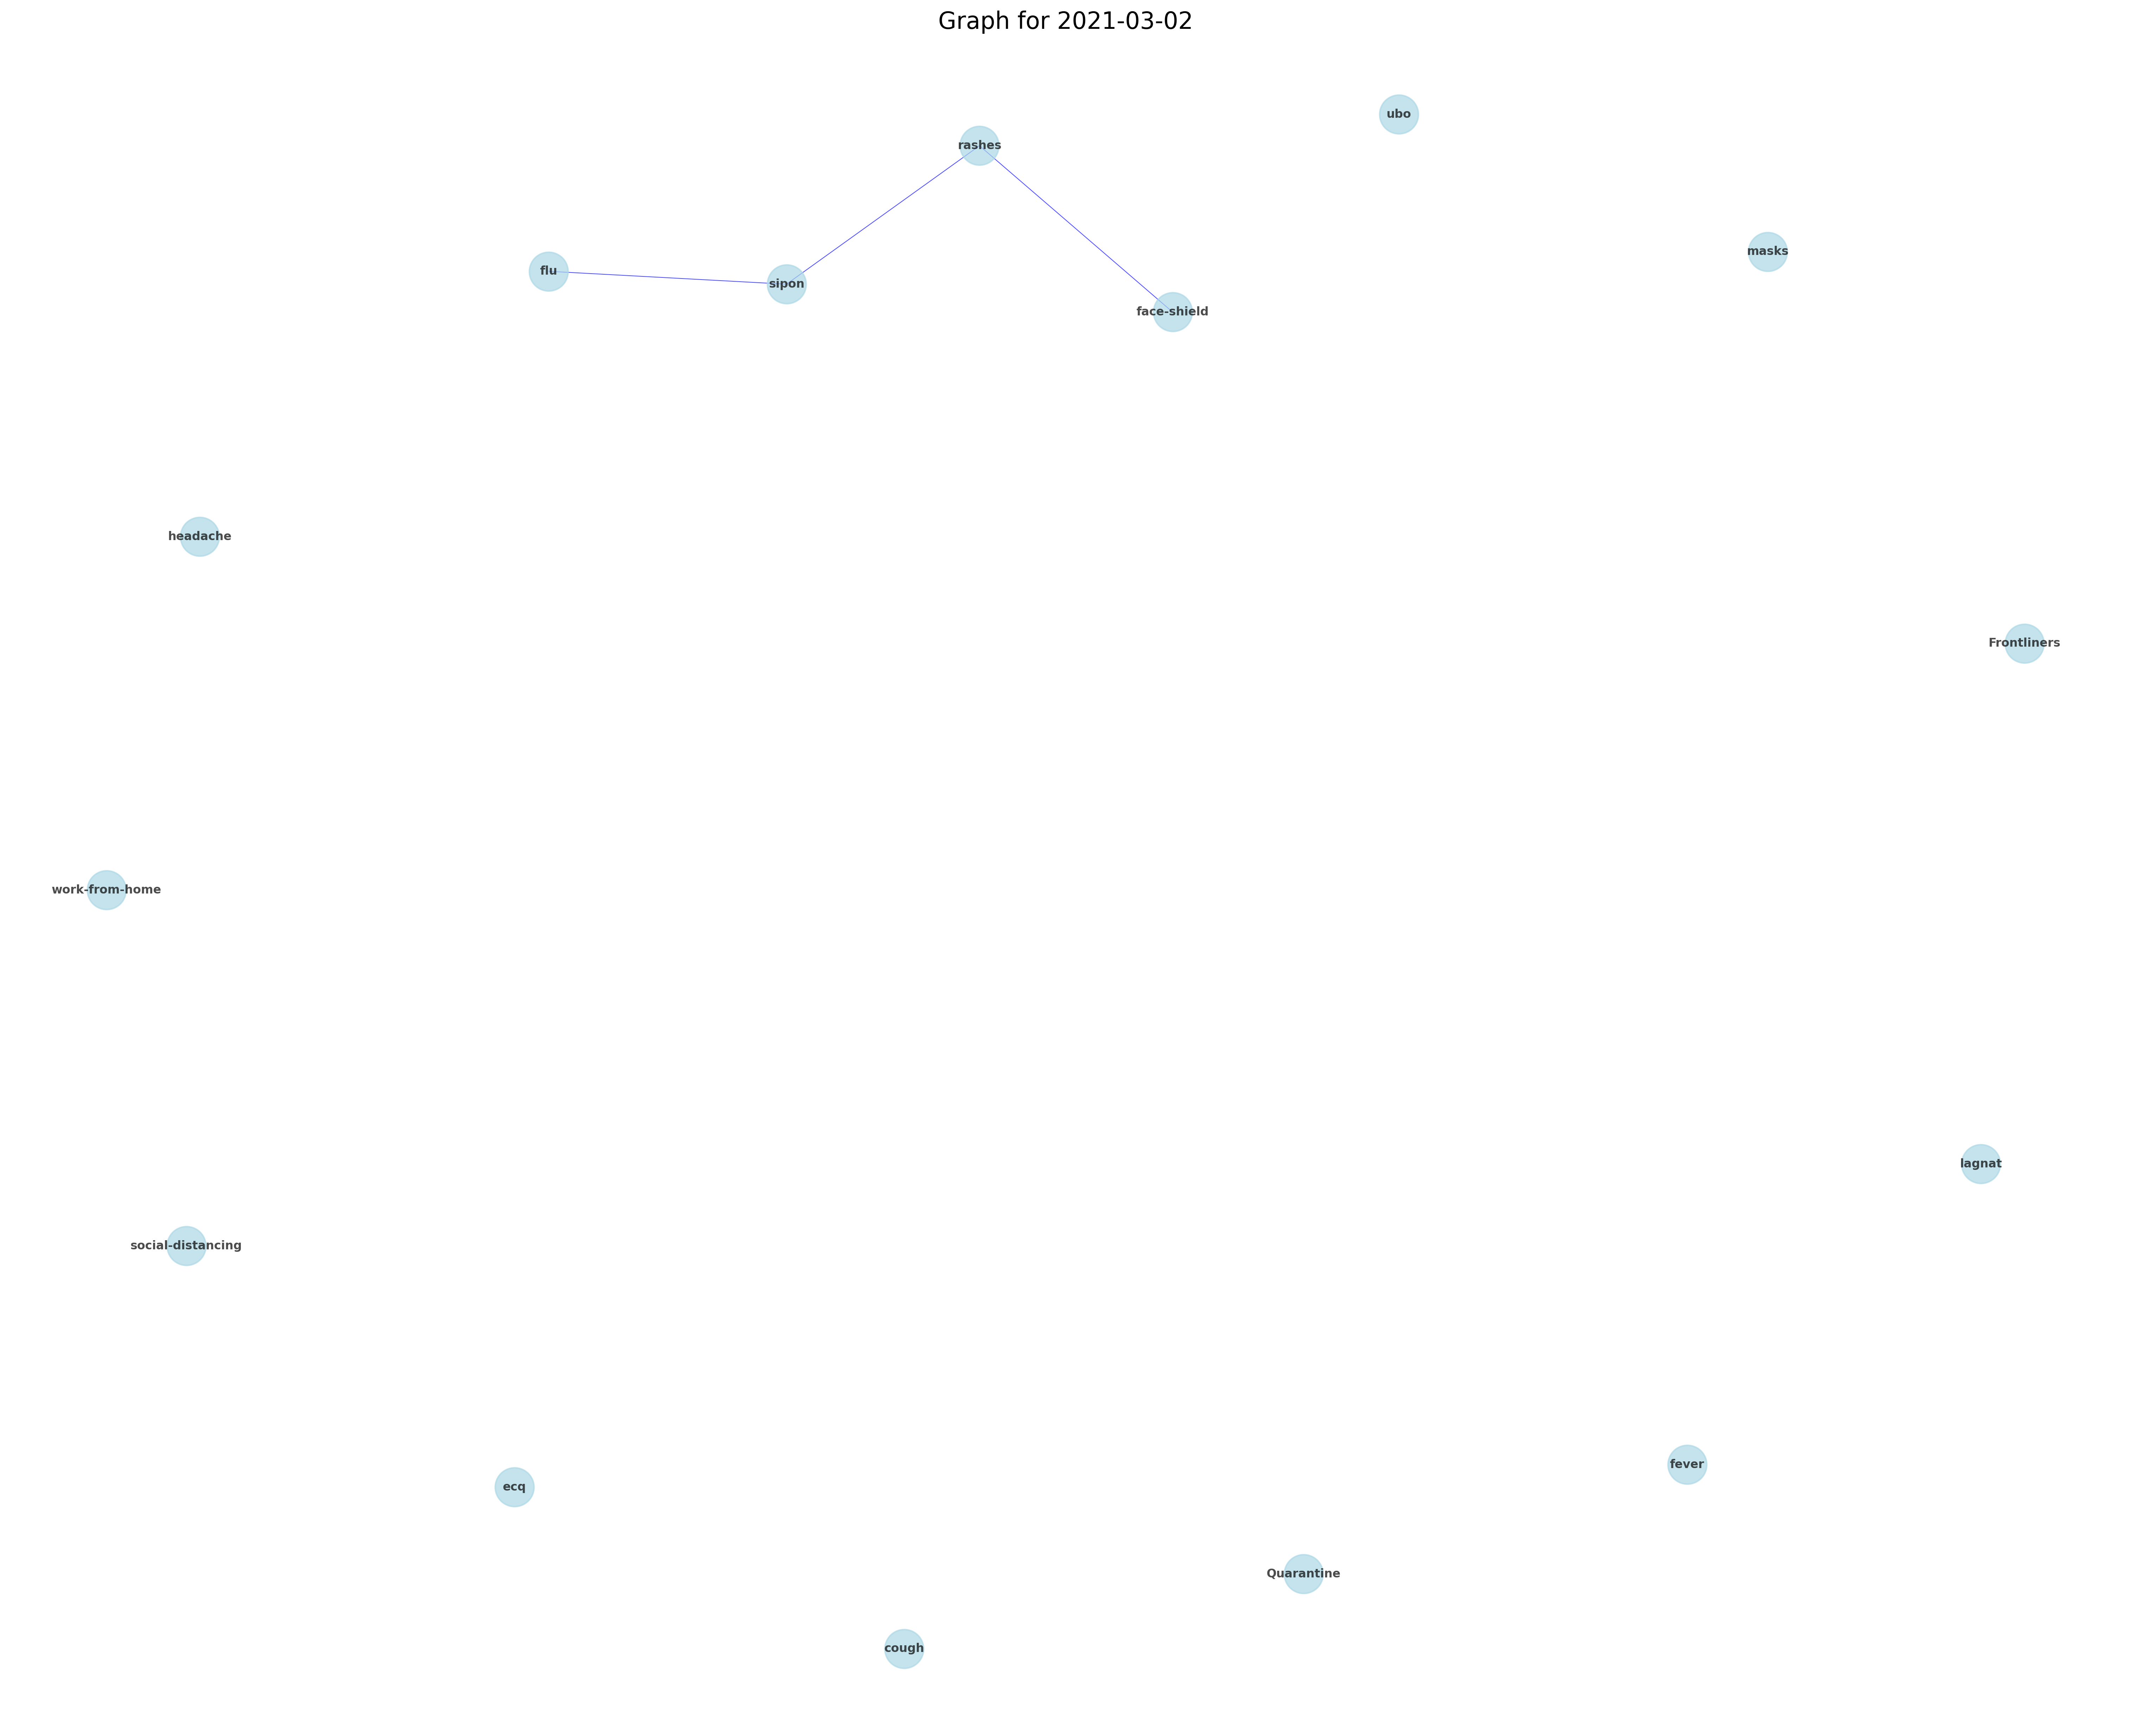 Graph for 2021-03-02
ubo
rashes
masks
flu
sipon
face-shield
headache
Frontliners
work-from-home
lagnat
social-distancing
fever
ecq
Quarantine
cough